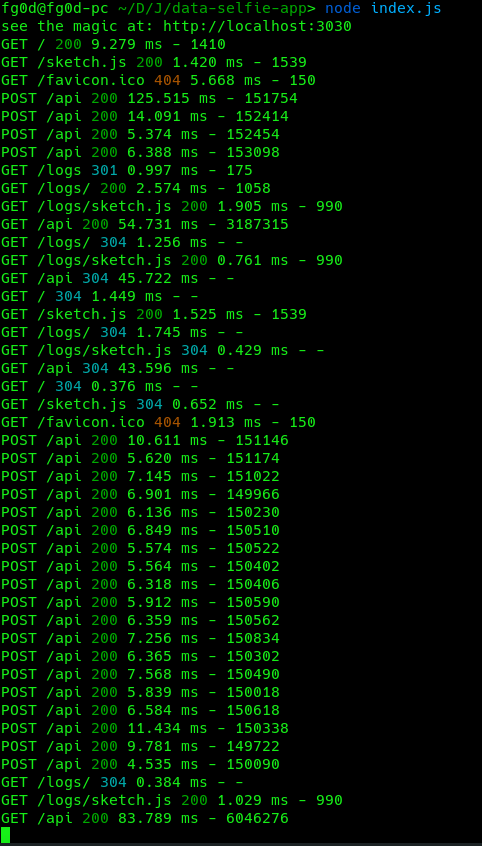 fg0d@fg0d-pc ~/D/J/data-selfie-app> node index.js
see the magic at: http://localhost:3030
GET / 200 9.279 ms - 1410
GET /sketch.js 200 1.420 ms - 1539
GET /favicon.ico 404 5.668 ms - 150
POST /api 200 125.515 ms - 151754
POST /api 200 14.091 ms - 152414
POST /api 200 5.374 ms - 152454
POST /api 200 6.388 ms - 153098
GET /logs 301 0.997 ms - 175
GET /logs/ 200 2.574 ms - 1058
GET /logs/sketch.js 200 1.905 ms - 990
GET /api 200 54.731 ms - 3187315
GET /logs/ 304 1.256 ms - -
GET /logs/sketch.js 200 0.761 ms - 990
GET /api 304 45.722 ms - -
GET / 304 1.449 ms - -
GET /sketch.js 200 1.525 ms - 1539
GET /logs/ 304 1.745 ms - -
GET /logs/sketch.js 304 0.429 ms - -
GET /api 304 43.596 ms - -
GET / 304 0.376 ms - -
GET /sketch.js 304 0.652 ms - -
GET /favicon.ico 404 1.913 ms - 150
POST /api 200 10.611 ms - 151146
POST /api 200 5.620 ms - 151174
POST /api 200 7.145 ms - 151022
POST /api 200 6.901 ms - 149966
POST /api 200 6.136 ms - 150230
POST /api 200 6.849 ms - 150510
POST /api 200 5.574 ms - 150522
POST /api 200 5.564 ms - 150402
POST /api 200 6.318 ms - 150406
POST /api 200 5.912 ms - 150590
POST /api 200 6.359 ms - 150562
POST /api 200 7.256 ms - 150834
POST /api 200 6.365 ms - 150302
POST /api 200 7.568 ms - 150490
POST /api 200 5.839 ms - 150018
POST /api 200 6.584 ms - 150618
POST /api 200 11.434 ms - 150338
POST /api 200 9.781 ms - 149722
POST /api 200 4.535 ms - 150090
GET /logs/ 304 0.384 ms - -
GET /logs/sketch.js 200 1.029 ms - 990
GET /api 200 83.789 ms - 6046276